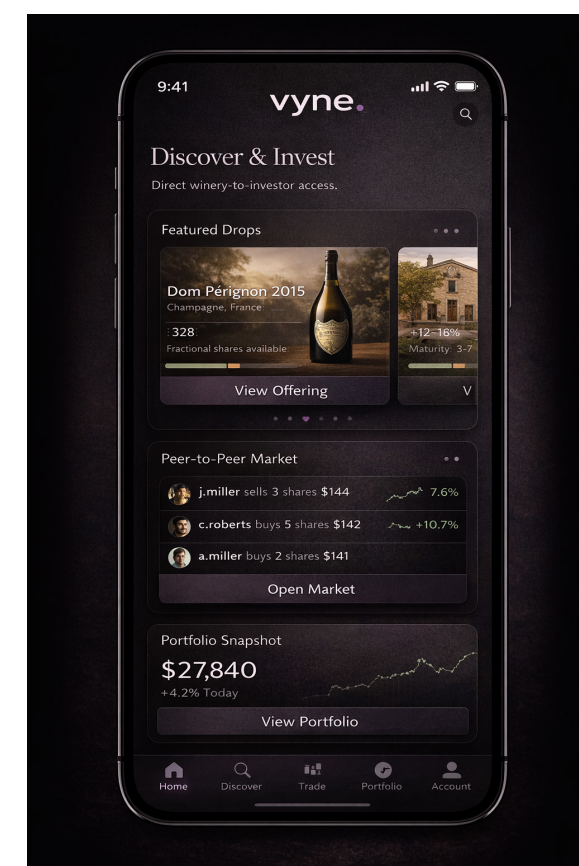 9:41
vyne.
Discover & Invest
Direct winery-to-investor access.
Featured Drops
Dom Pérignon 2015
Champagne, France
328
Fractional shares available
View Offering
+12-16%
Maturity: 3-7
V
Peer-to-Peer Market
j.miller sells 3 shares $144
7.6%
c.roberts buys 5 shares $142
+10.7%
a.miller buys 2 shares $141
Open Market
Portfolio Snapshot
$27,840
+4.2% Today
View Portfolio
Home
Discover
Trade
Portfolio
Account